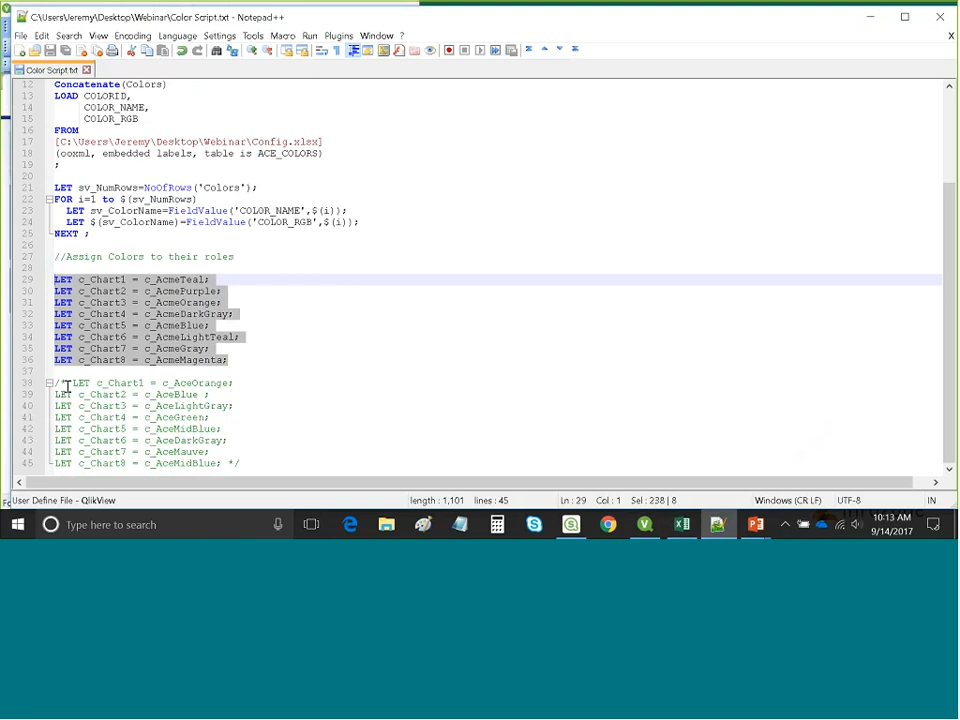 C:\Users\Jeremy\Desktop\Webinar\Color Script.txt - Notepad++
File Edit Search View Encoding Language Settings Tools Macro Run Plugins Window ? X
Color Script.txt
12 Concatenate(Colors)
13 LOAD COLORID,
14 COLOR_NAME,
15 COLOR_RGB
16 FROM
17 [C:\Users\Jeremy\Desktop\Webinar\Config.xlsx]
18 (ooxml, embedded labels, table is ACE_COLORS)
19 ;
20
21 LET sv_NumRows=NoOfRows('Colors');
22 FOR i=1 to $(sv_NumRows)
23 LET sv_ColorName=FieldValue('COLOR_NAME',$(i));
24 LET $(sv_ColorName)=FieldValue('COLOR_RGB',$(i));
25 NEXT ;
26
27 //Assign Colors to their roles
28
29 LET c_Chart1 = c_AcmeTeal;
30 LET c_Chart2 = c_AcmePurple;
31 LET c_Chart3 = c_AcmeOrange;
32 LET c_Chart4 = c_AcmeDarkGray;
33 LET c_Chart5 = c_AcmeBlue;
34 LET c_Chart6 = c_AcmeLightTeal;
35 LET c_Chart7 = c_AcmeGray;
36 LET c_Chart8 = c_AcmeMagenta;
37
38 /* LET c_Chart1 = c_AceOrange;
39 LET c_Chart2 = c_AceBlue ;
40 LET c_Chart3 = c_AceLightGray;
41 LET c_Chart4 = c_AceGreen;
42 LET c_Chart5 = c_AceMidBlue;
43 LET c_Chart6 = c_AceDarkGray;
44 LET c_Chart7 = c_AceMauve;
45 LET c_Chart8 = c_AceMidBlue; */
User Define File - QlikView length : 1,101 lines : 45 Ln : 29 Col : 1 Sel : 238 | 8 Windows (CR LF) UTF-8 IN
Type here to search
10:13 AM
9/14/2017